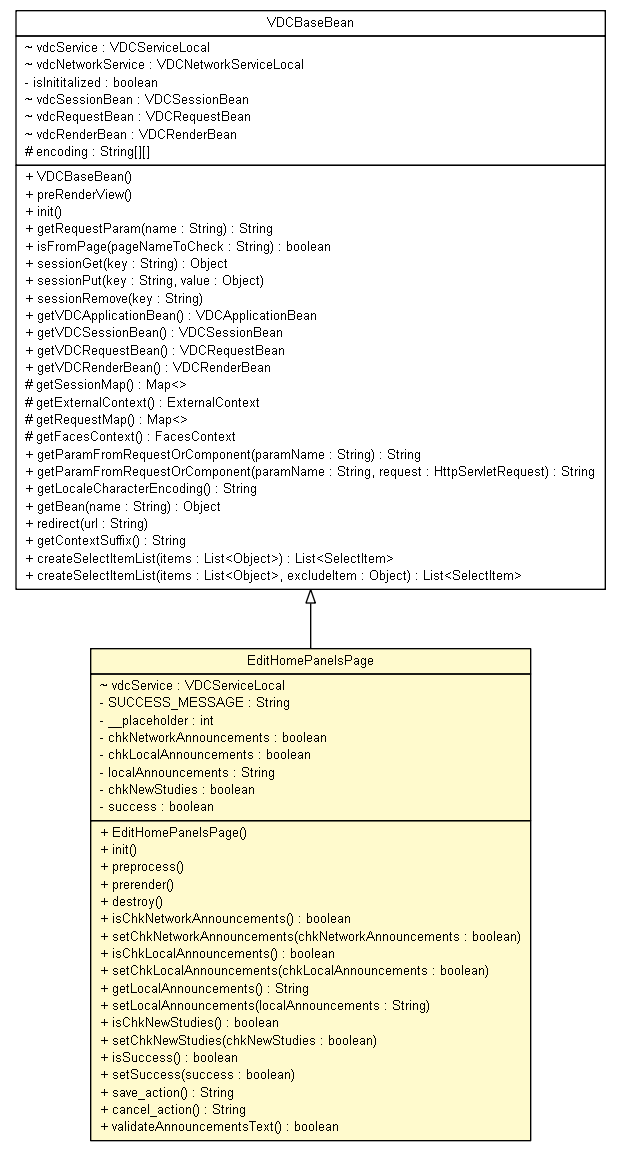 VDCBaseBean
~ vdcService : VDCServiceLocal
~ vdcNetworkService : VDCNetworkServiceLocal
- isInititalized : boolean
~ vdcSessionBean : VDCSessionBean
~ vdcRequestBean : VDCRequestBean
~ vdcRenderBean : VDCRenderBean
# encoding : String[][]
+ VDCBaseBean()
+ preRenderView()
+ init()
+ getRequestParam(name : String) : String
+ isFromPage(pageNameToCheck : String) : boolean
+ sessionGet(key : String) : Object
+ sessionPut(key : String, value : Object)
+ sessionRemove(key : String)
+ getVDCApplicationBean() : VDCApplicationBean
+ getVDCSessionBean() : VDCSessionBean
+ getVDCRequestBean() : VDCRequestBean
+ getVDCRenderBean() : VDCRenderBean
# getSessionMap() : Map<>
# getExternalContext() : ExternalContext
# getRequestMap() : Map<>
# getFacesContext() : FacesContext
+ getParamFromRequestOrComponent(paramName : String) : String
+ getParamFromRequestOrComponent(paramName : String, request : HttpServletRequest) : String
+ getLocaleCharacterEncoding() : String
+ getBean(name : String) : Object
+ redirect(url : String)
+ getContextSuffix() : String
+ createSelectItemList(items : List<Object>) : List<SelectItem>
+ createSelectItemList(items : List<Object>, excludeItem : Object) : List<SelectItem>
EditHomePanelsPage
~ vdcService : VDCServiceLocal
- SUCCESS_MESSAGE : String
- __placeholder : int
- chkNetworkAnnouncements : boolean
- chkLocalAnnouncements : boolean
- localAnnouncements : String
- chkNewStudies : boolean
- success : boolean
+ EditHomePanelsPage()
+ init()
+ preprocess()
+ prerender()
+ destroy()
+ isChkNetworkAnnouncements() : boolean
+ setChkNetworkAnnouncements(chkNetworkAnnouncements : boolean)
+ isChkLocalAnnouncements() : boolean
+ setChkLocalAnnouncements(chkLocalAnnouncements : boolean)
+ getLocalAnnouncements() : String
+ setLocalAnnouncements(localAnnouncements : String)
+ isChkNewStudies() : boolean
+ setChkNewStudies(chkNewStudies : boolean)
+ isSuccess() : boolean
+ setSuccess(success : boolean)
+ save_action() : String
+ cancel_action() : String
+ validateAnnouncementsText() : boolean